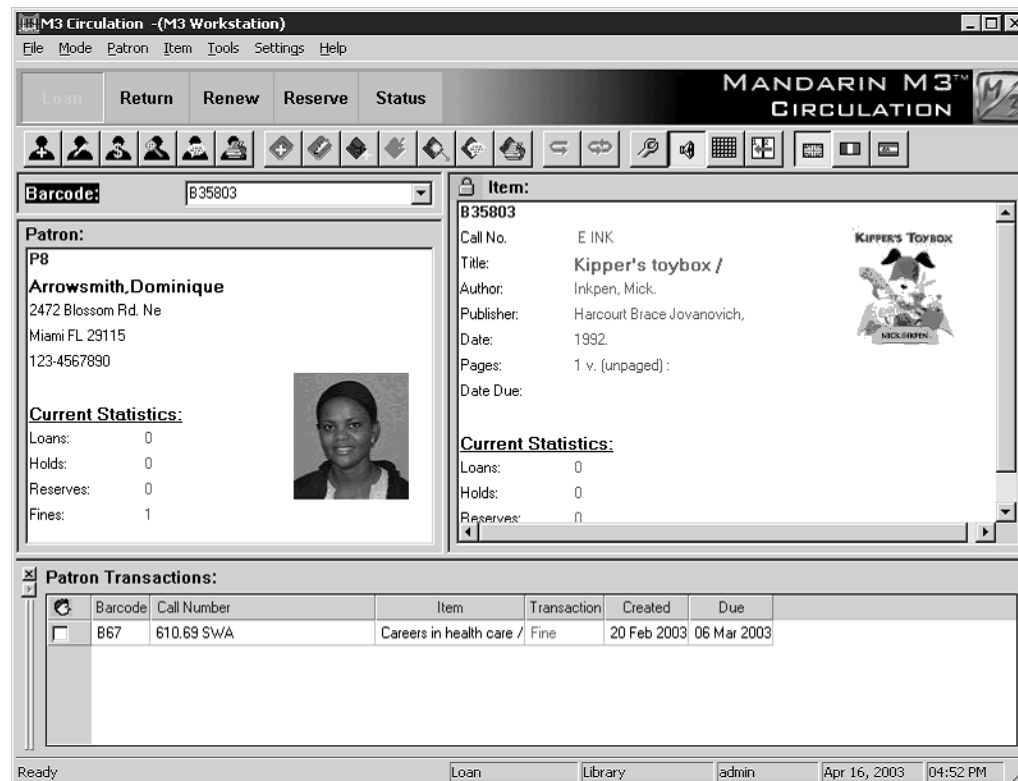 M3 Circulation -(M3 Workstation)
File Mode Patron Item Tools Settings Help
Loan Return Renew Reserve Status
MANDARIN M3™
CIRCULATION
Barcode: B35803
Patron:
P8
Arrowsmith,Dominique
2472 Blossom Rd. Ne
Miami FL 29115
123-4567890
Current Statistics:
Loans: 0
Holds: 0
Reserves: 0
Fines: 1
Item:
B35803
Call No. E INK
Title: Kipper's toybox /
Author: Inkpen, Mick.
Publisher: Harcourt Brace Jovanovich,
Date: 1992.
Pages: 1 v. (unpaged) :
Date Due:
KIPPER'S TOYBOX
MICK INKPEN
Current Statistics:
Loans: 0
Holds: 0
Reserves: 0
Patron Transactions:
Barcode Call Number Item Transaction Created Due
B67 610.69 SWA Careers in health care / Fine 20 Feb 2003 06 Mar 2003
Ready Loan Library admin Apr 16, 2003 04:52 PM